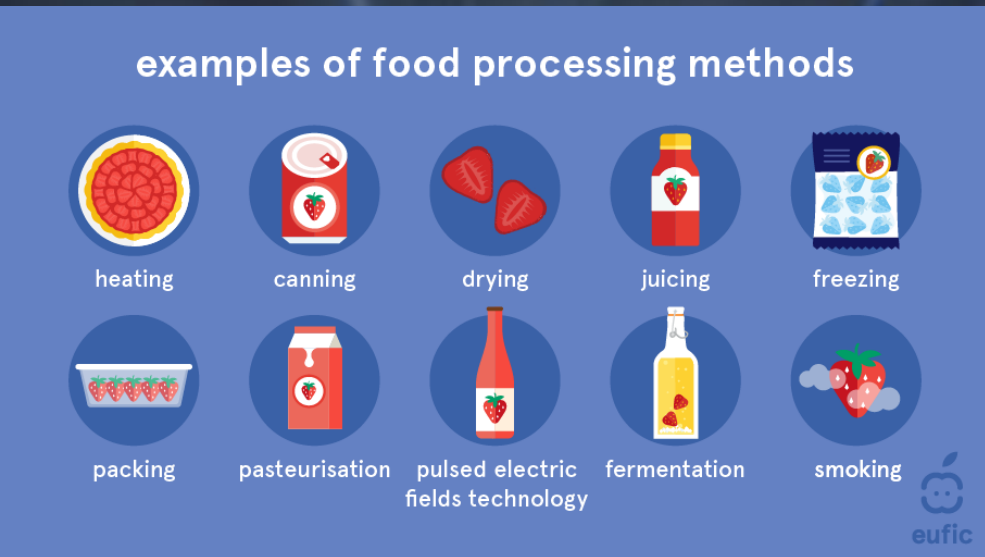 examples of food processing methods
heating
canning
drying
juicing
freezing
packing
pasteurisation
pulsed electric
fields technology
fermentation
smoking
eufic